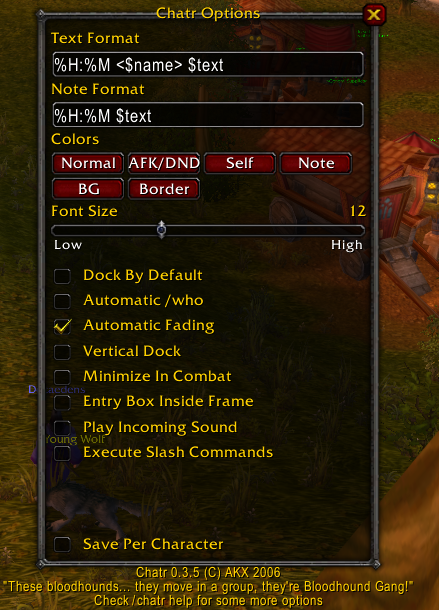 Chatr Options
Text Format
%H:%M <$name> $text
Note Format
%H:%M $text
Colors
Normal AFK/DND Self Note
BG Border
Font Size 12
Low High
Dock By Default
Automatic /who
Automatic Fading
Vertical Dock
Minimize In Combat
Entry Box Inside Frame
Play Incoming Sound
Young Wolf
Execute Slash Commands
Save Per Character
Chatr 0.3.5 (C) AKX 2006
"These bloodhounds... they move in a group, they're Bloodhound Gang!"
Check /chatr help for some more options